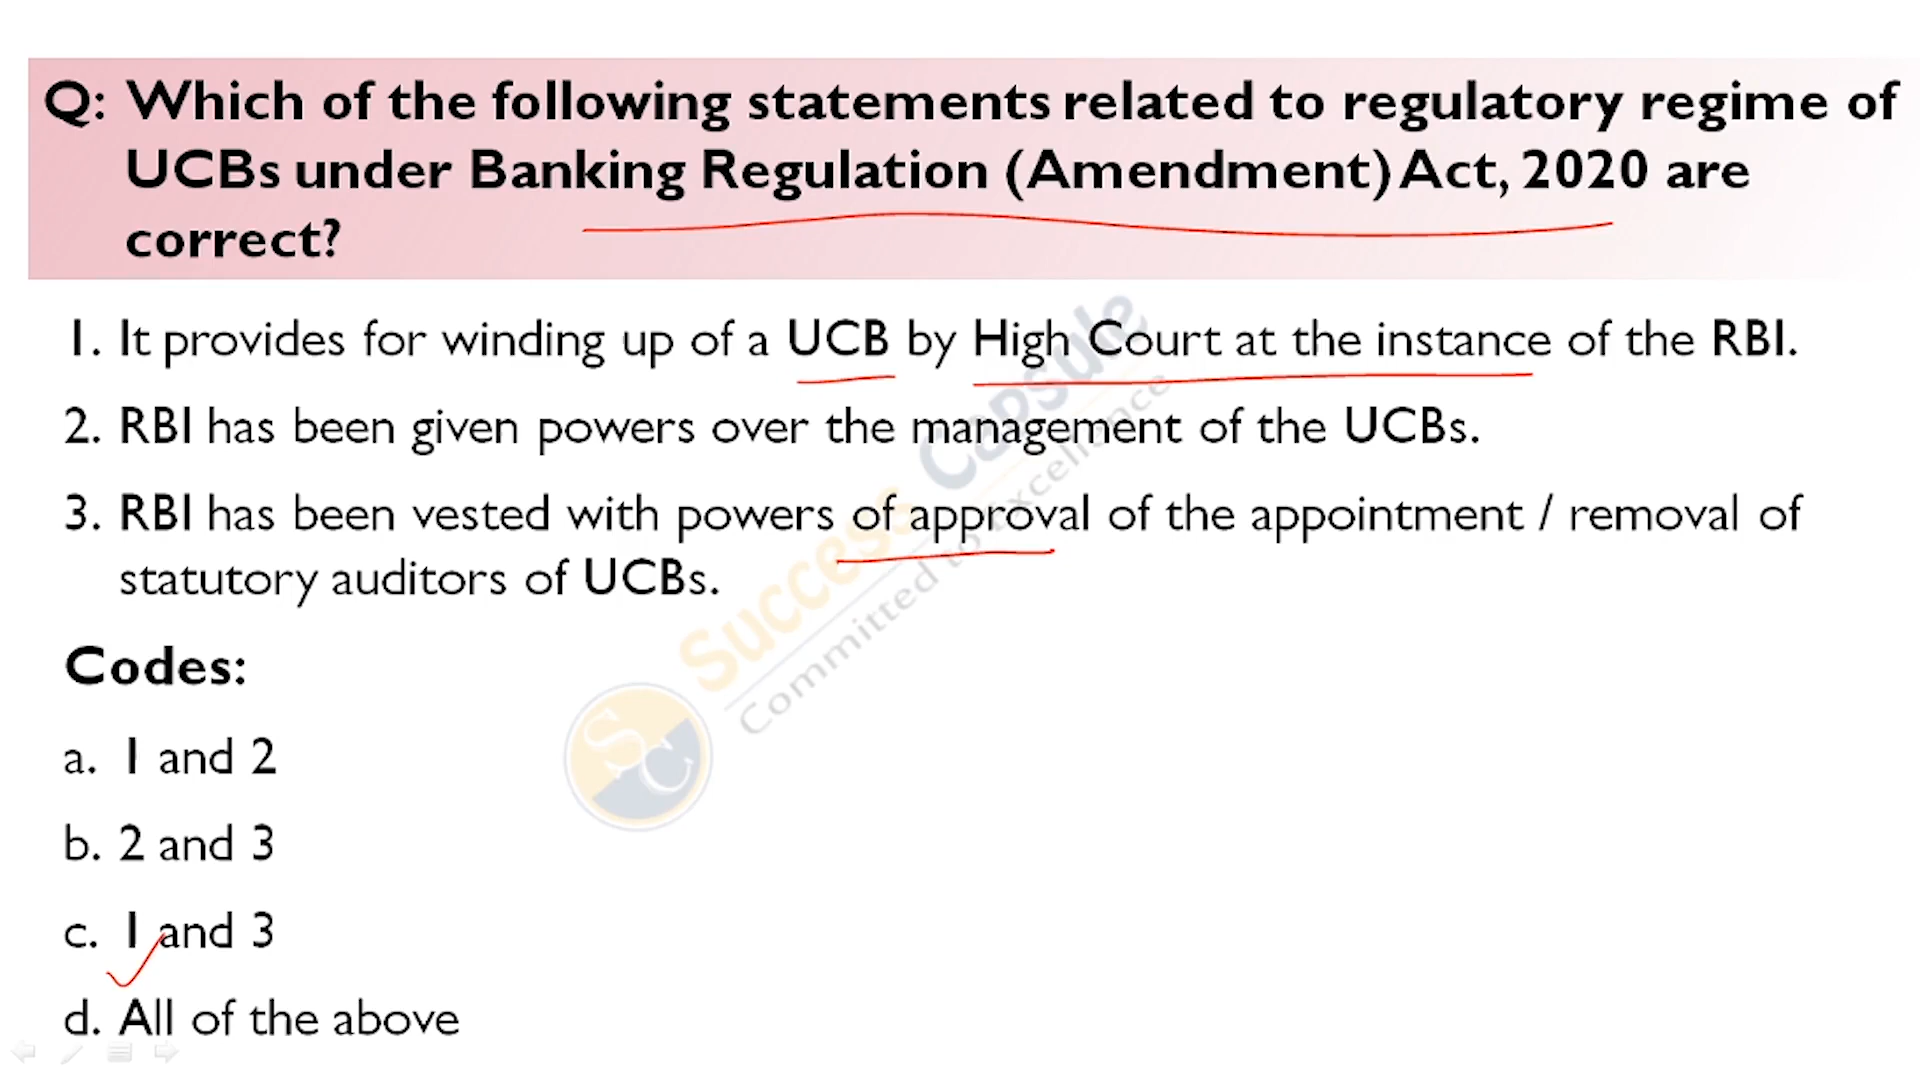 Q: Which of the following statements related to regulatory regime of
UCBs under Banking Regulation (Amendment) Act, 2020 are
correct?
1. It provides for winding up of a UCB by High Court at the instance of the RBI.
2. RBI has been given powers over the management of the UCBs.
3. RBI has been vested with powers of approval of the appointment / removal of
statutory auditors of UCBs.
Codes:
a. 1 and 2
b. 2 and 3
c. 1 and 3
d. All of the above
Success Capsule
Committed to Excellence
SC